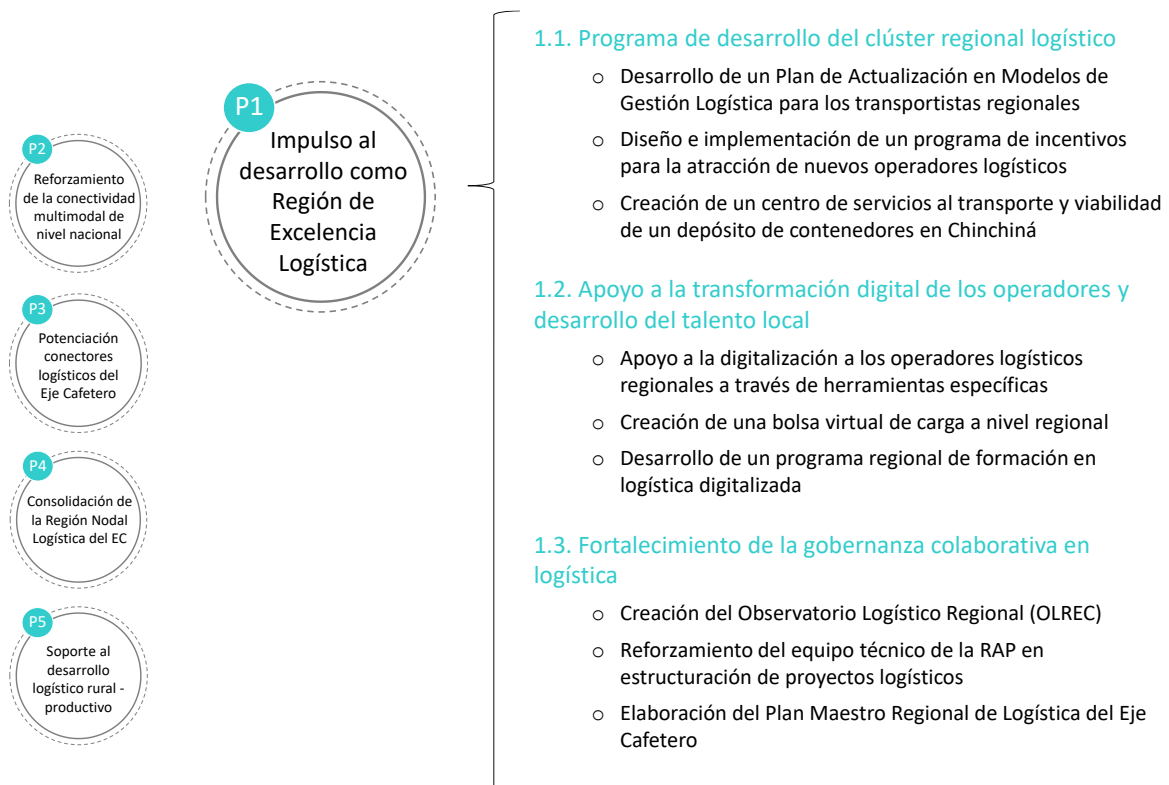 P1
Impulso al
desarrollo como
Región de
Excelencia
Logística
P2
Reforzamiento
de la conectividad
multimodal de
nivel nacional
P3
Potenciación
conectores
logísticos del
Eje Cafetero
P4
Consolidación de
la Región Nodal
Logística del EC
P5
Soporte al
desarrollo
logístico rural -
productivo
1.1. Programa de desarrollo del clúster regional logístico
o Desarrollo de un Plan de Actualización en Modelos de
Gestión Logística para los transportistas regionales
o Diseño e implementación de un programa de incentivos
para la atracción de nuevos operadores logísticos
o Creación de un centro de servicios al transporte y viabilidad
de un depósito de contenedores en Chinchiná
1.2. Apoyo a la transformación digital de los operadores y
desarrollo del talento local
o Apoyo a la digitalización a los operadores logísticos
regionales a través de herramientas específicas
o Creación de una bolsa virtual de carga a nivel regional
o Desarrollo de un programa regional de formación en
logística digitalizada
1.3. Fortalecimiento de la gobernanza colaborativa en
logística
o Creación del Observatorio Logístico Regional (OLREC)
o Reforzamiento del equipo técnico de la RAP en
estructuración de proyectos logísticos
o Elaboración del Plan Maestro Regional de Logística del Eje
Cafetero